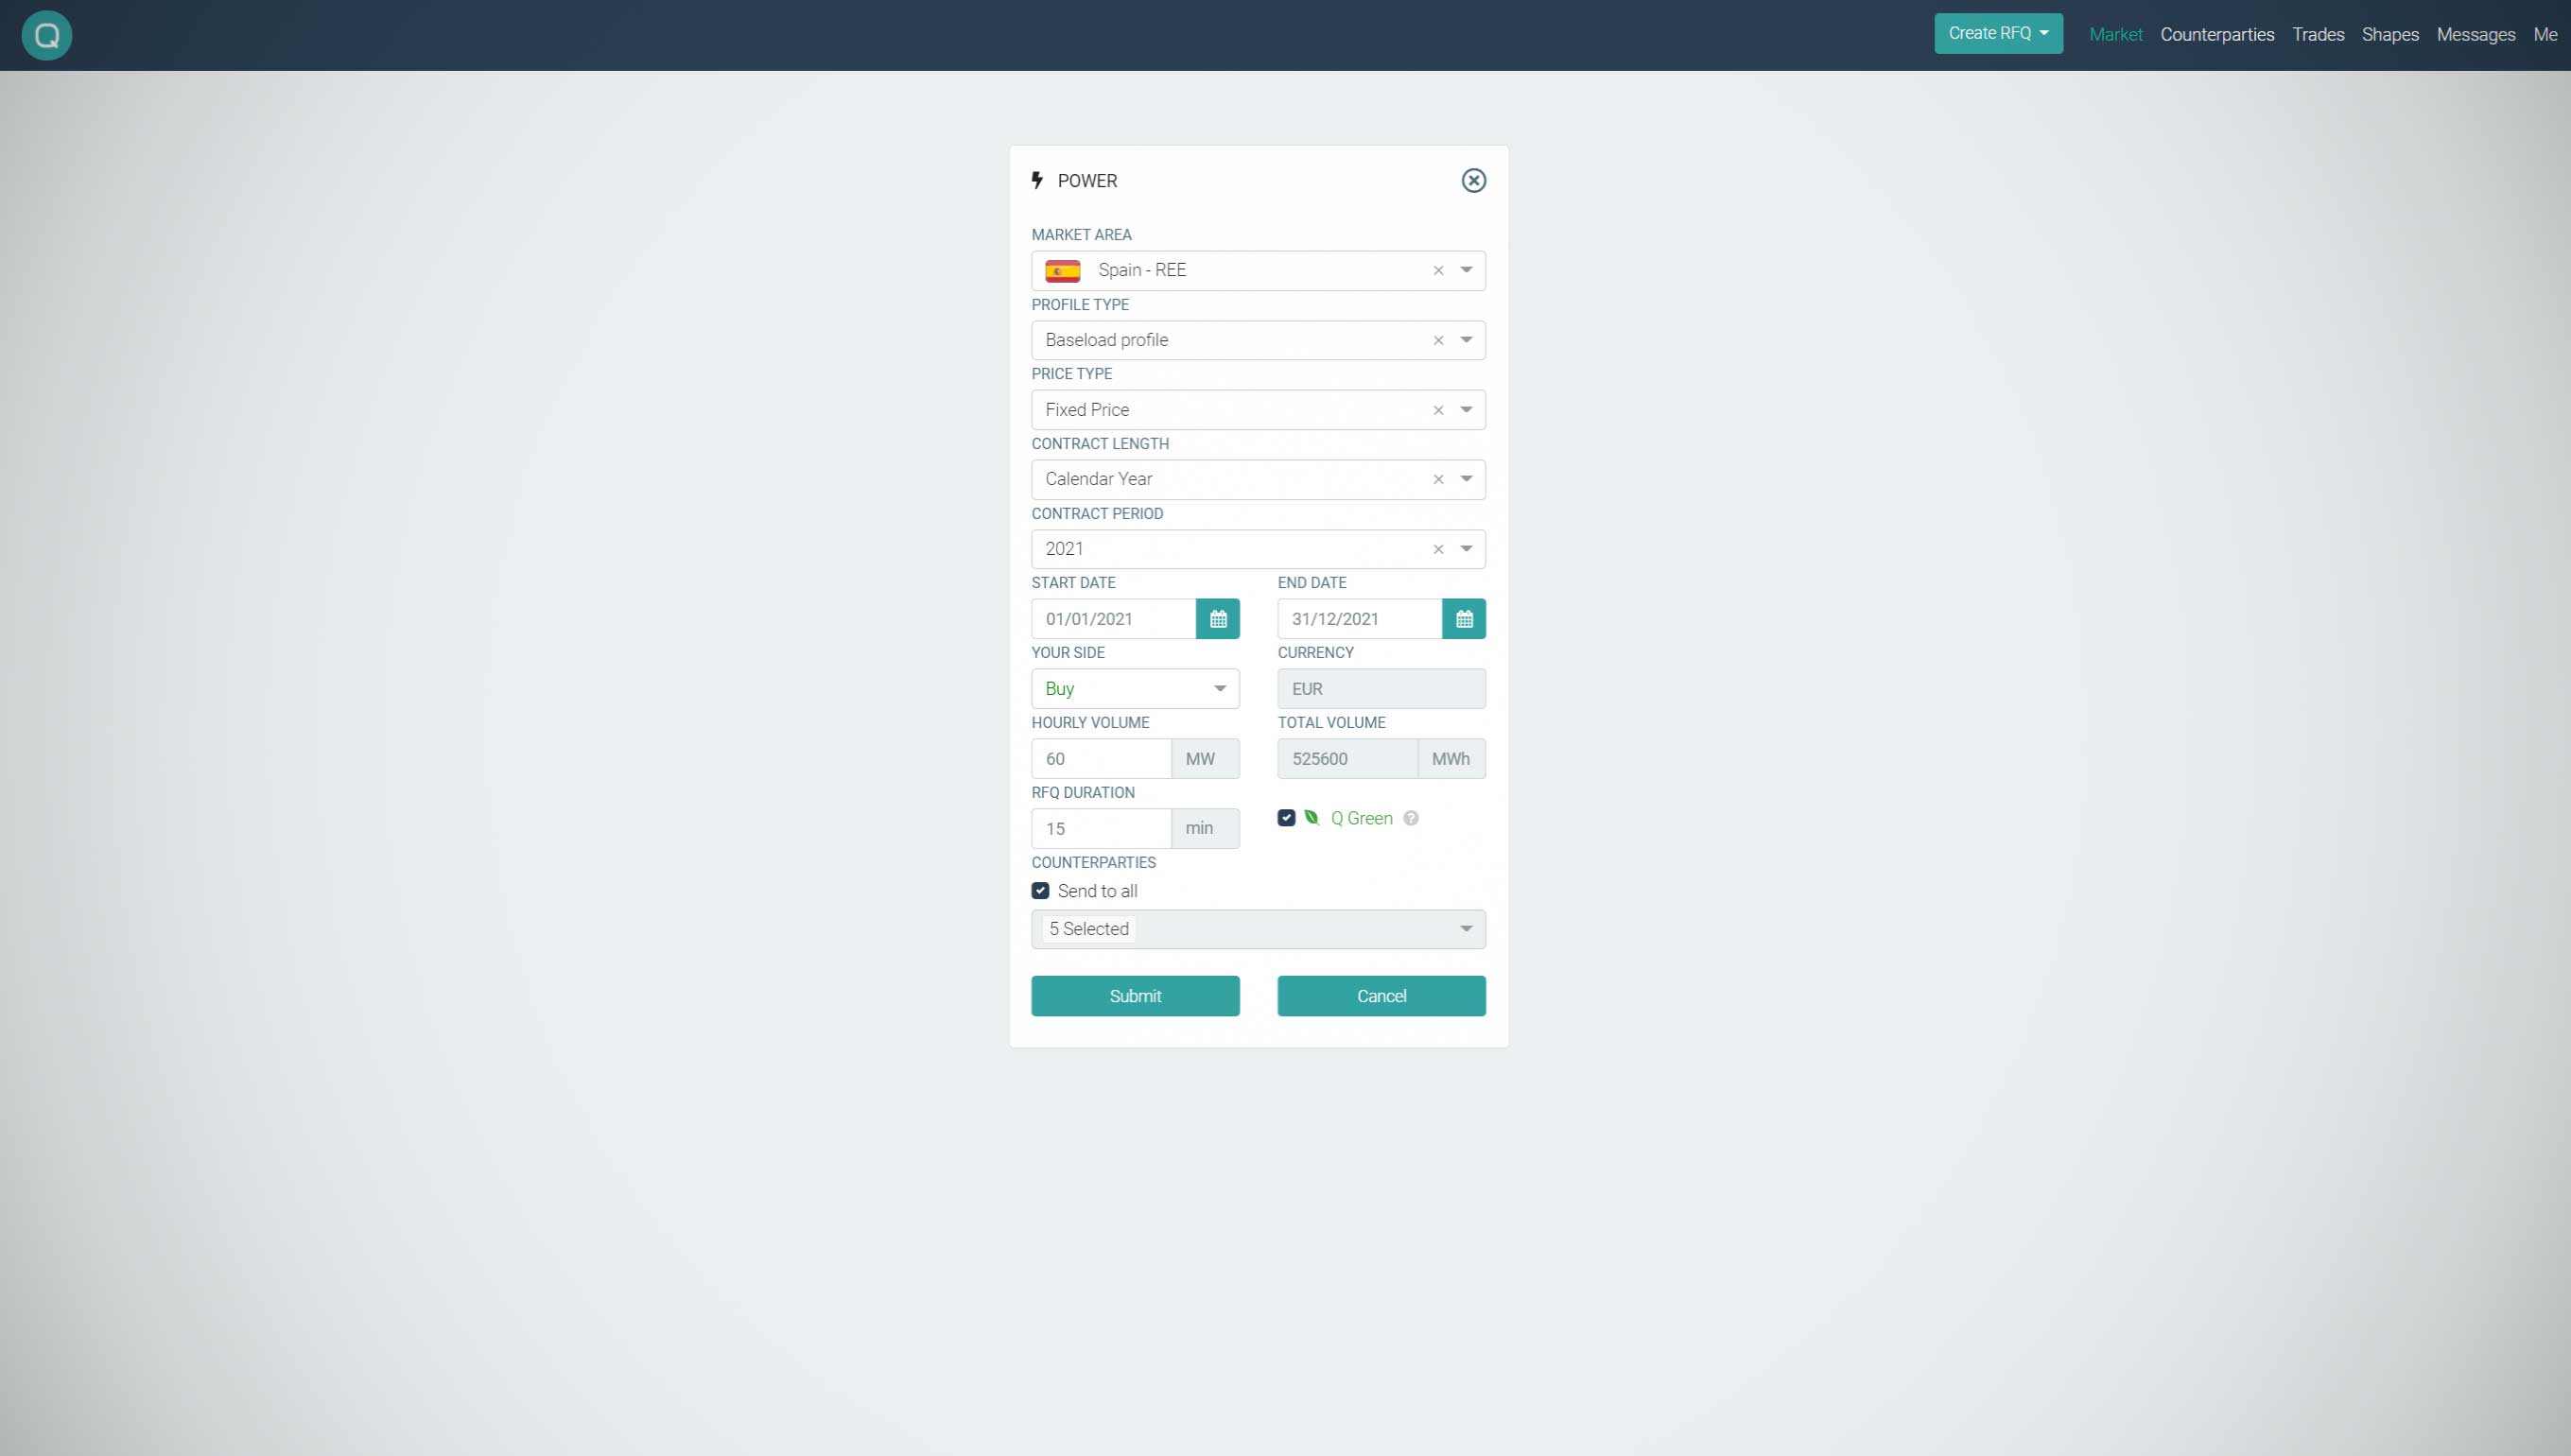 Q
Create RFQ Market Counterparties Trades Shapes Messages Me
POWER
MARKET AREA
Spain - REE
PROFILE TYPE
Baseload profile
PRICE TYPE
Fixed Price
CONTRACT LENGTH
Calendar Year
CONTRACT PERIOD
2021
START DATE END DATE
01/01/2021 31/12/2021
YOUR SIDE CURRENCY
Buy EUR
HOURLY VOLUME TOTAL VOLUME
60 MW 525600 MWh
RFQ DURATION
15 min Q Green ?
COUNTERPARTIES
Send to all
5 Selected
Submit Cancel